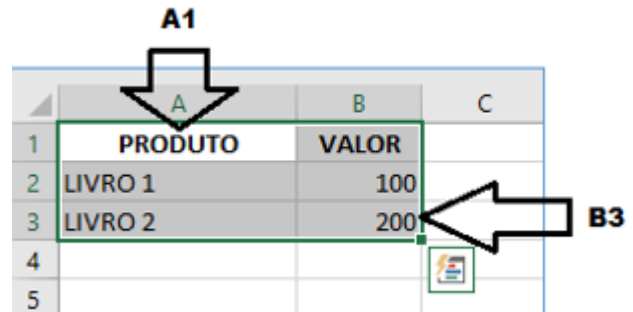 A1
A B C
1 PRODUTO VALOR
2 LIVRO 1 100
3 LIVRO 2 200
B3
4
5